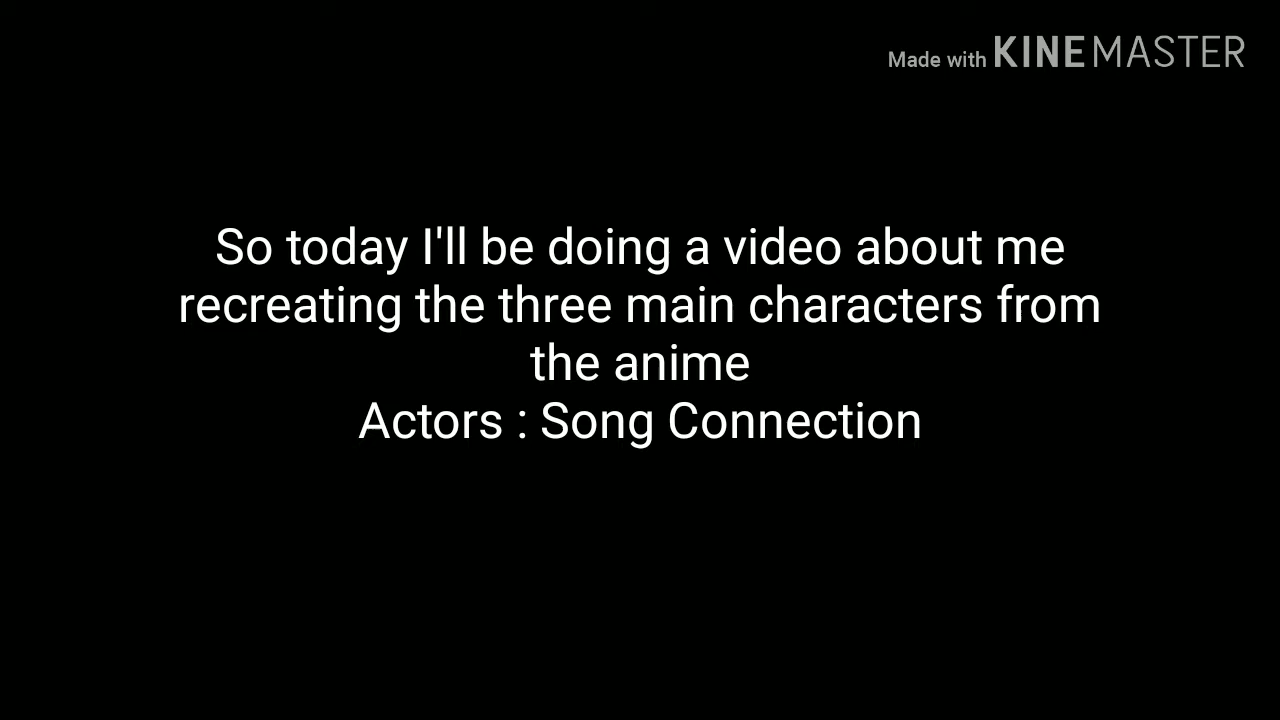 Made with KINEMASTER
So today I'll be doing a video about me
recreating the three main characters from
the anime
Actors : Song Connection